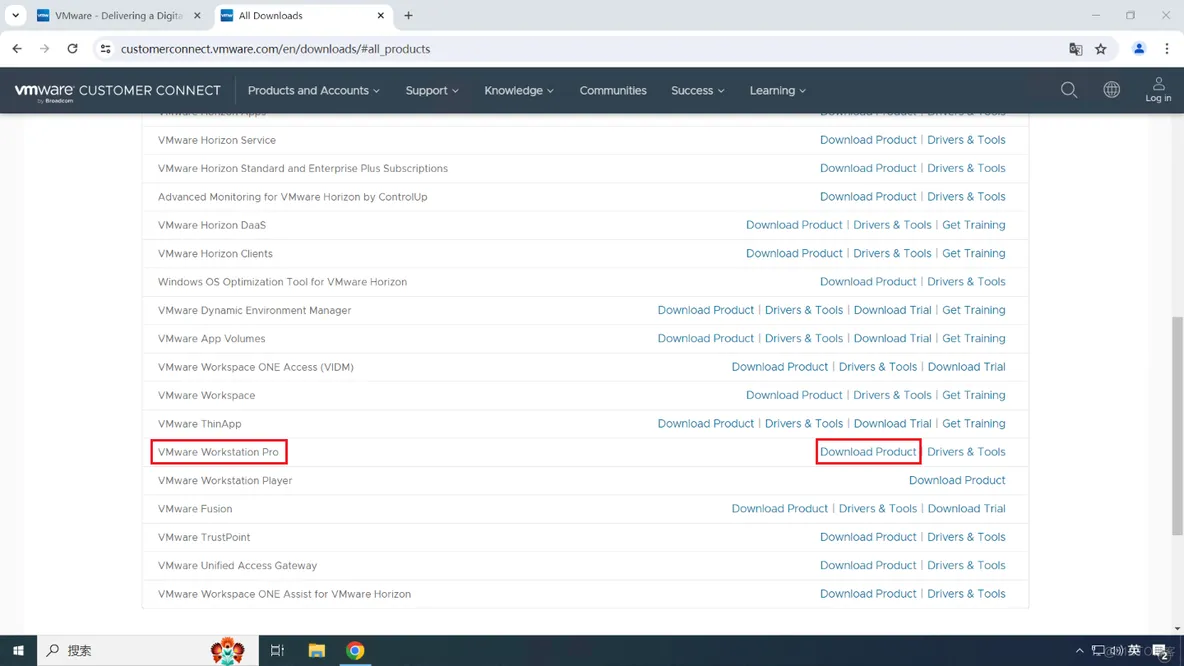 VMware - Delivering a Digita
All Downloads
customerconnect.vmware.com/en/downloads/#all_products
vmware by Broadcom CUSTOMER CONNECT Products and Accounts Support Knowledge Communities Success Learning Log in
VMware Horizon Apps Download Product | Drivers & Tools
VMware Horizon Service Download Product | Drivers & Tools
VMware Horizon Standard and Enterprise Plus Subscriptions Download Product | Drivers & Tools
Advanced Monitoring for VMware Horizon by ControlUp Download Product | Drivers & Tools
VMware Horizon DaaS Download Product | Drivers & Tools | Get Training
VMware Horizon Clients Download Product | Drivers & Tools | Get Training
Windows OS Optimization Tool for VMware Horizon Download Product | Drivers & Tools
VMware Dynamic Environment Manager Download Product | Drivers & Tools | Download Trial | Get Training
VMware App Volumes Download Product | Drivers & Tools | Download Trial | Get Training
VMware Workspace ONE Access (VIDM) Download Product | Drivers & Tools | Download Trial
VMware Workspace Download Product | Drivers & Tools | Get Training
VMware ThinApp Download Product | Drivers & Tools | Download Trial | Get Training
VMware Workstation Pro Download Product Drivers & Tools
VMware Workstation Player Download Product
VMware Fusion Download Product | Drivers & Tools | Download Trial
VMware TrustPoint Download Product | Drivers & Tools
VMware Unified Access Gateway Download Product | Drivers & Tools
VMware Workspace ONE Assist for VMware Horizon Download Product | Drivers & Tools
搜索 英 2